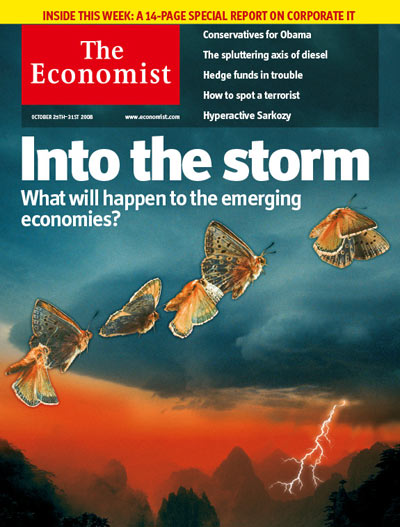 INSIDE THIS WEEK: A 14-PAGE SPECIAL REPORT ON CORPORATE IT
The
Economist
OCTOBER 25TH–31ST 2008
www.economist.com
Conservatives for Obama
The spluttering axis of diesel
Hedge funds in trouble
How to spot a terrorist
Hyperactive Sarkozy
Into the storm
What will happen to the emerging
economies?